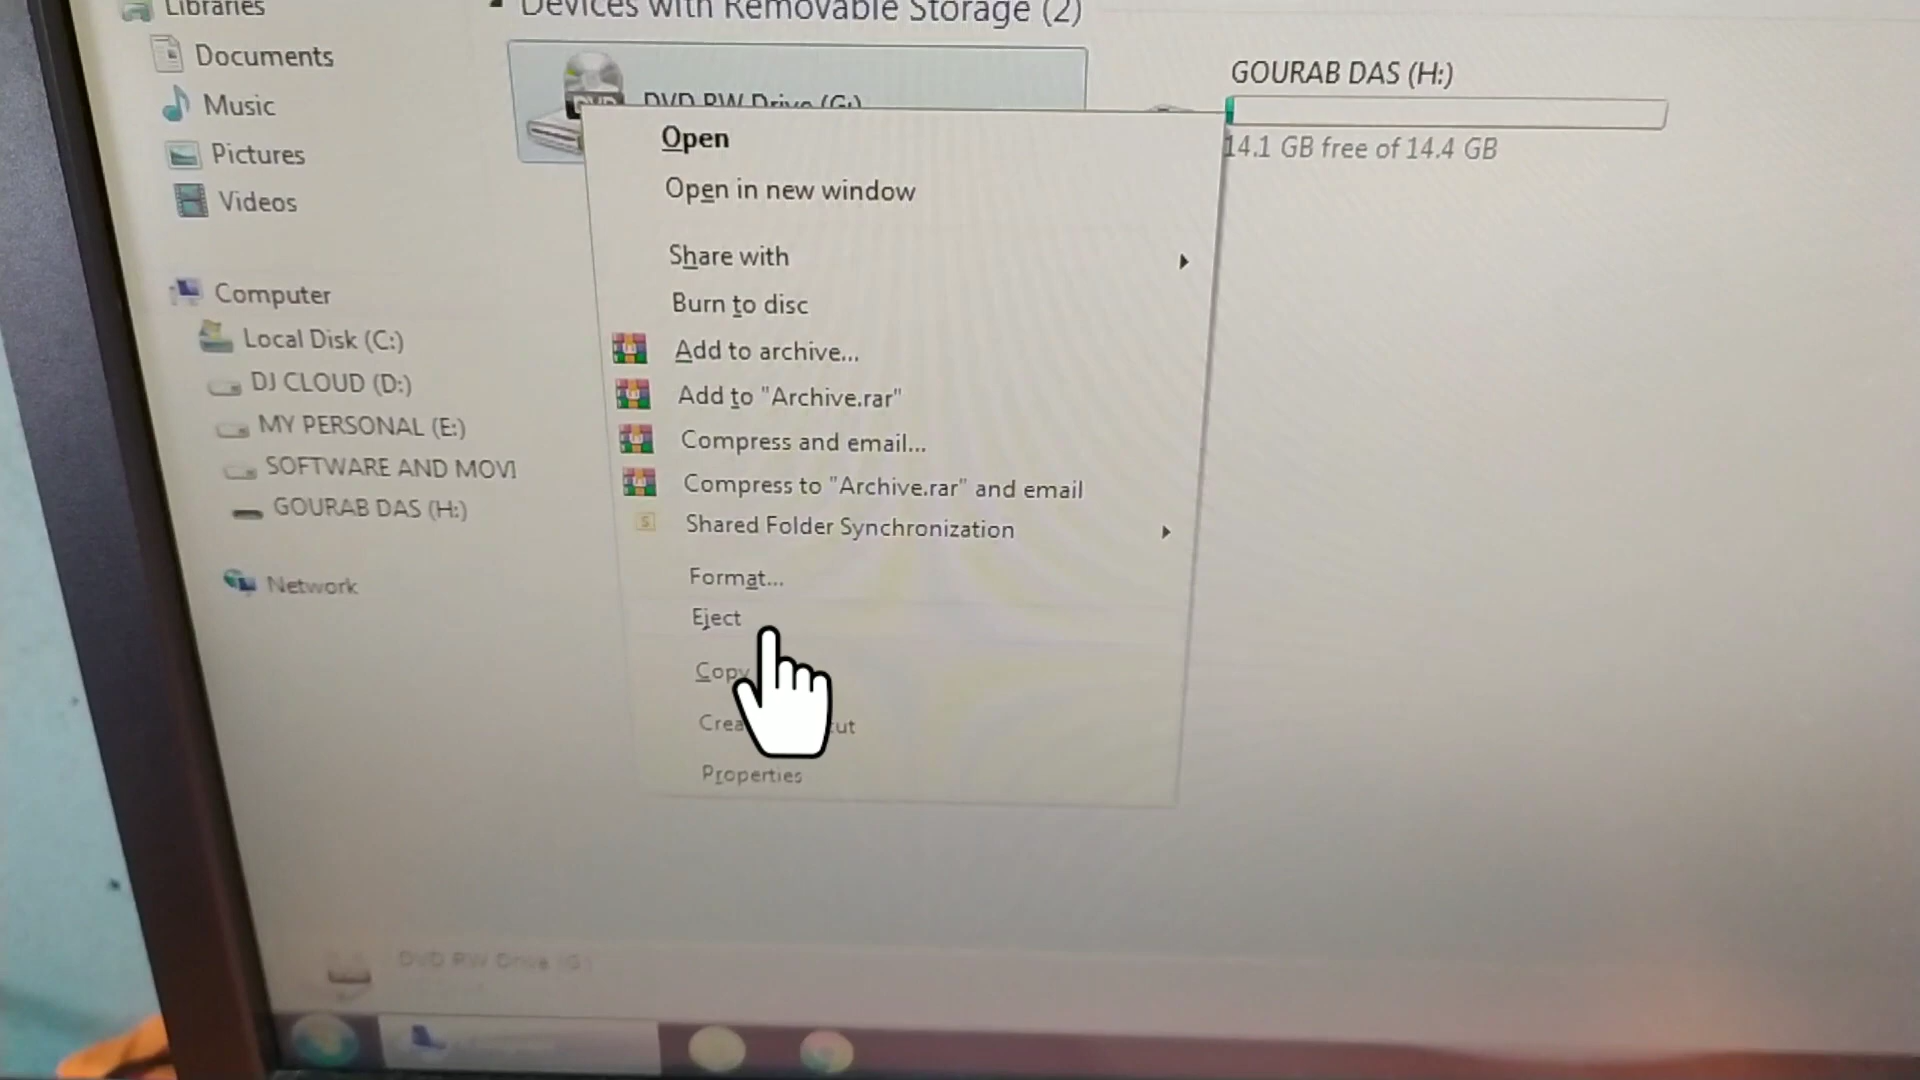 Libraries
Documents
Music
Pictures
Videos
Computer
Local Disk (C:)
DJ CLOUD (D:)
MY PERSONAL (E:)
SOFTWARE AND MOVI
GOURAB DAS (H:)
Network
Devices with Removable Storage (2)
DVD RW Drive (G:)
GOURAB DAS (H:)
14.1 GB free of 14.4 GB
Open
Open in new window
Share with
Burn to disc
Add to archive...
Add to "Archive.rar"
Compress and email...
Compress to "Archive.rar" and email
Shared Folder Synchronization
Format...
Eject
Copy
Properties
DVD RW Drive (G:)